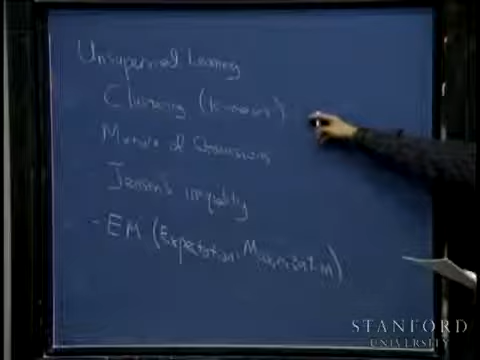 Unsupervised Learning
Clustering (k-means)
Mixture of Gaussians
Jensen's inequality
- EM (Expectation Maximization)
STANFORD
UNIVERSITY